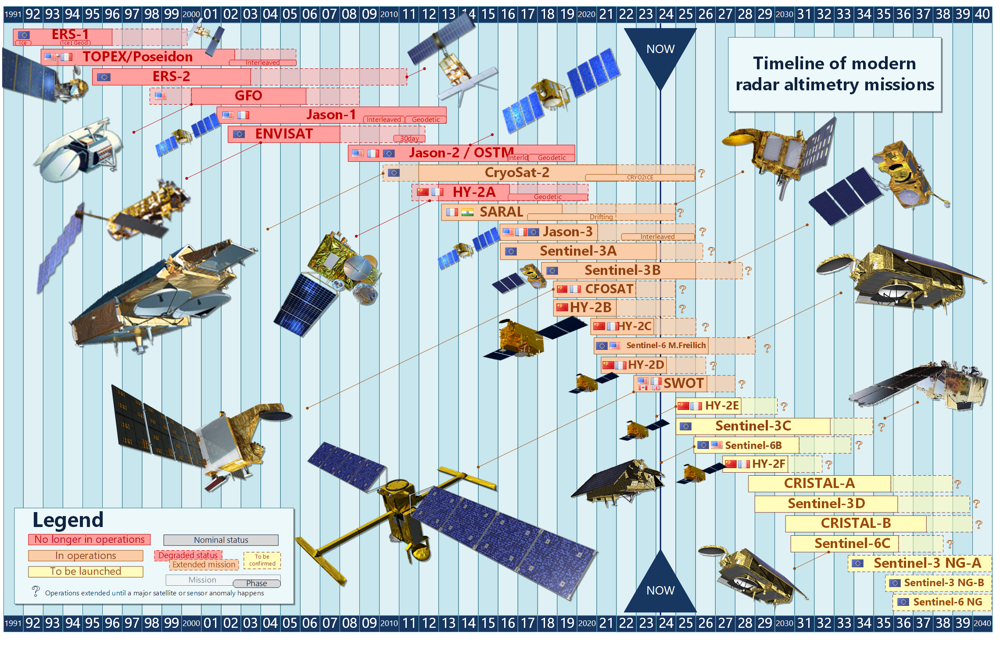 1991 92 93 94 95 96 97 98 99 2000 01 02 03 04 05 06 07 08 09 2010 11 12 13 14 15 16 17 18 19 2020 21 22 23 24 25 26 27 28 29 2030 31 32 33 34 35 36 37 38 39 40
NOW
Timeline of modern
radar altimetry missions
ERS-1
Ice Ice Geod
TOPEX/Poseidon
Interleaved
ERS-2
GFO
Jason-1
Interleaved Geodetic
ENVISAT
30day
Jason-2 / OSTM
Interld Geodetic
CryoSat-2 ?
CRYO2ICE
HY-2A
Geodetic
SARAL ?
Drifting
Jason-3 ?
Interleaved
Sentinel-3A ?
Sentinel-3B ?
CFOSAT ?
HY-2B ?
HY-2C ?
Sentinel-6 M.Freilich ?
HY-2D ?
SWOT ?
HY-2E ?
Sentinel-3C ?
Sentinel-6B ?
HY-2F ?
CRISTAL-A ?
Sentinel-3D ?
CRISTAL-B ?
Sentinel-6C ?
Sentinel-3 NG-A
Sentinel-3 NG-B
Sentinel-6 NG
Legend
No longer in operations
Nominal status
In operations
Degraded status
Extended mission
To be
confirmed
To be launched
Mission
Phase
? Operations extended until a major satellite or sensor anomaly happens
NOW
1991 92 93 94 95 96 97 98 99 2000 01 02 03 04 05 06 07 08 09 2010 11 12 13 14 15 16 17 18 19 2020 21 22 23 24 25 26 27 28 29 2030 31 32 33 34 35 36 37 38 39 2040